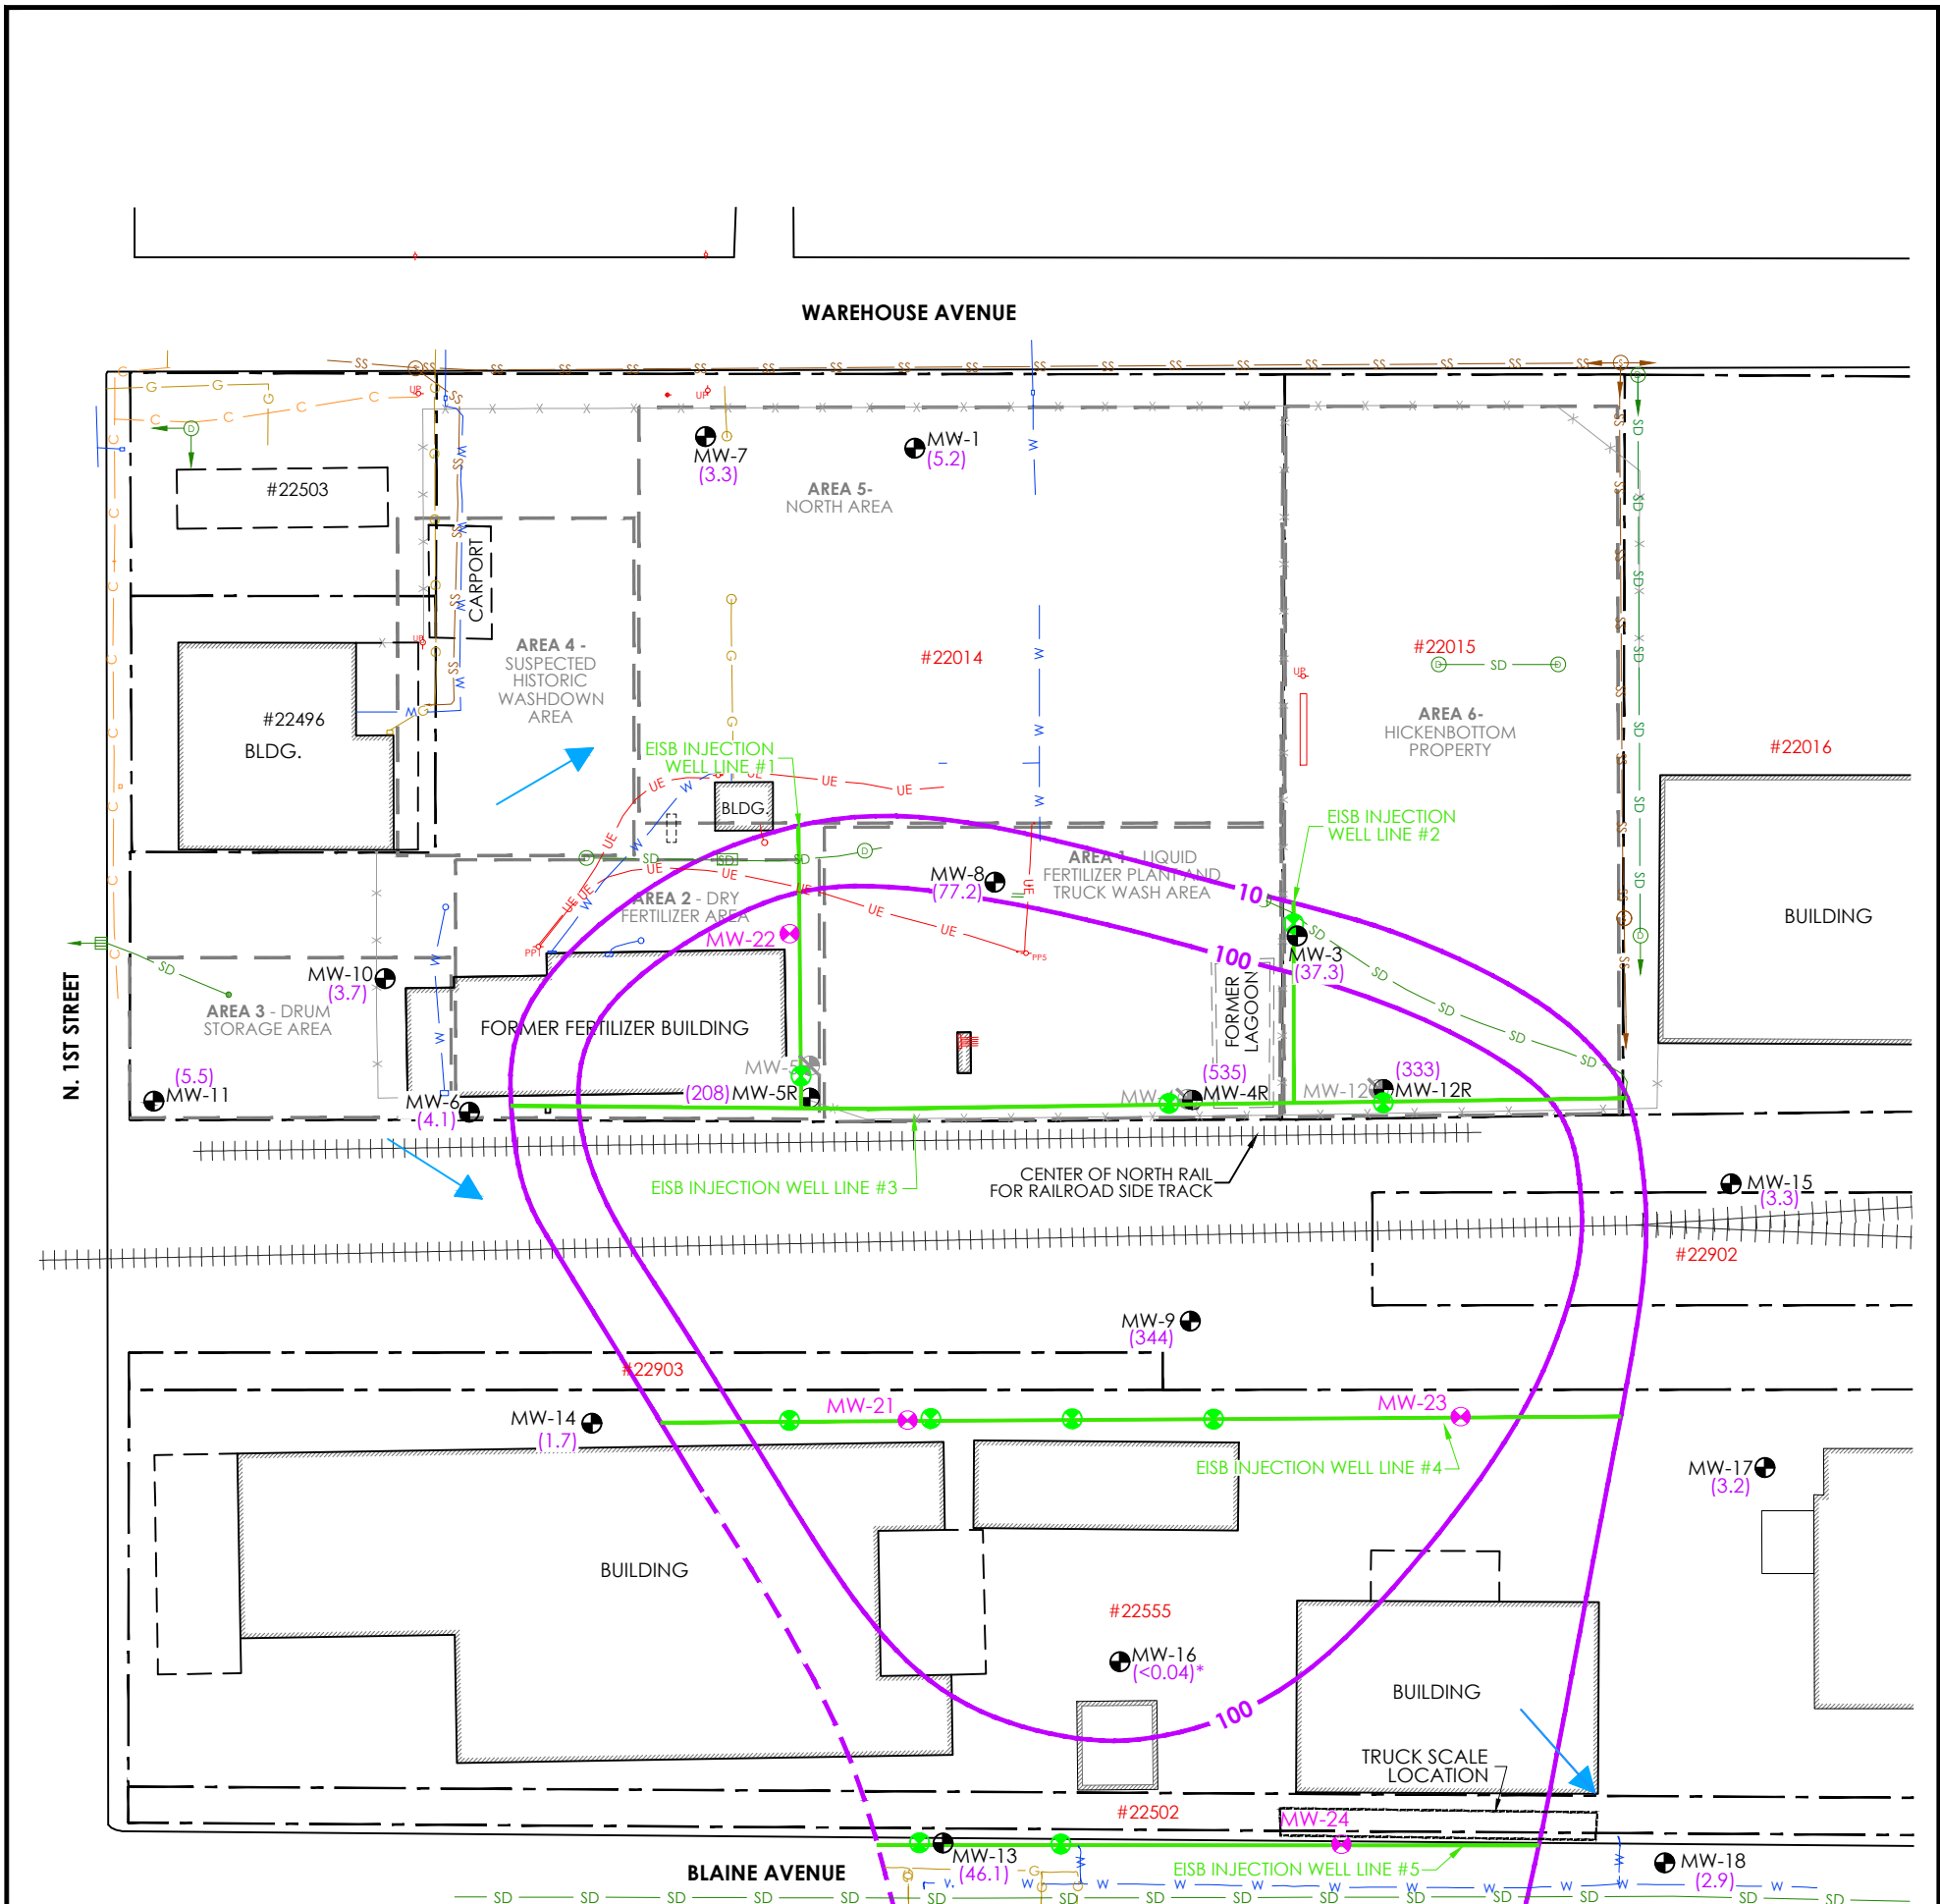 WAREHOUSE AVENUE
SS
G
C
UP
D
#22503
MW-7
(3.3)
MW-1
(5.2)
AREA 5-
NORTH AREA
CARPORT
AREA 4 -
SUSPECTED
HISTORIC
WASHDOWN
AREA
#22014
#22015
AREA 6-
HICKENBOTTOM
PROPERTY
#22496
BLDG.
#22016
EISB INJECTION
WELL LINE #1
UE
BLDG
EISB INJECTION
WELL LINE #2
SD
AREA 1 - LIQUID
FERTILIZER PLANT AND
TRUCK WASH AREA
MW-8
(77.2)
10
AREA 2 - DRY
FERTILIZER AREA
BUILDING
MW-22
PP1
PP5
100
MW-3
(37.3)
MW-10
(3.7)
N. 1ST STREET
AREA 3 - DRUM
STORAGE AREA
FORMER FERTILIZER BUILDING
FORMER
LAGOON
(5.5)
MW-11
MW-6
(4.1)
(208)
MW-5R
(535)
MW-4R
MW-12
(333)
MW-12R
EISB INJECTION WELL LINE #3
CENTER OF NORTH RAIL
FOR RAILROAD SIDE TRACK
MW-15
(3.3)
#22902
MW-9
(344)
#22903
MW-14
(1.7)
MW-21
MW-23
EISB INJECTION WELL LINE #4
MW-17
(3.2)
BUILDING
#22555
MW-16
(<0.04)*
100
BUILDING
TRUCK SCALE
LOCATION
#22502
MW-24
BLAINE AVENUE
MW-13
(46.1)
EISB INJECTION WELL LINE #5
MW-18
(2.9)
W
SD